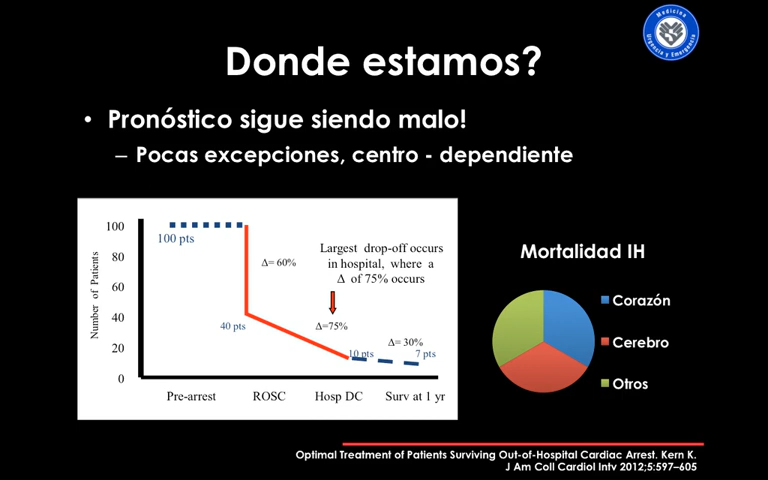 Medicina
Urgencia y Emergencia
Donde estamos?
• Pronóstico sigue siendo malo!
– Pocas excepciones, centro - dependiente
Number of Patients
100
80
60
40
20
0
100 pts
Δ= 60%
Largest drop-off occurs
in hospital, where a
Δ of 75% occurs
40 pts
Δ=75%
10 pts
Δ= 30%
7 pts
Pre-arrest
ROSC
Hosp DC
Surv at 1 yr
Mortalidad IH
Corazón
Cerebro
Otros
Optimal Treatment of Patients Surviving Out-of-Hospital Cardiac Arrest. Kern K.
J Am Coll Cardiol Intv 2012;5:597–605